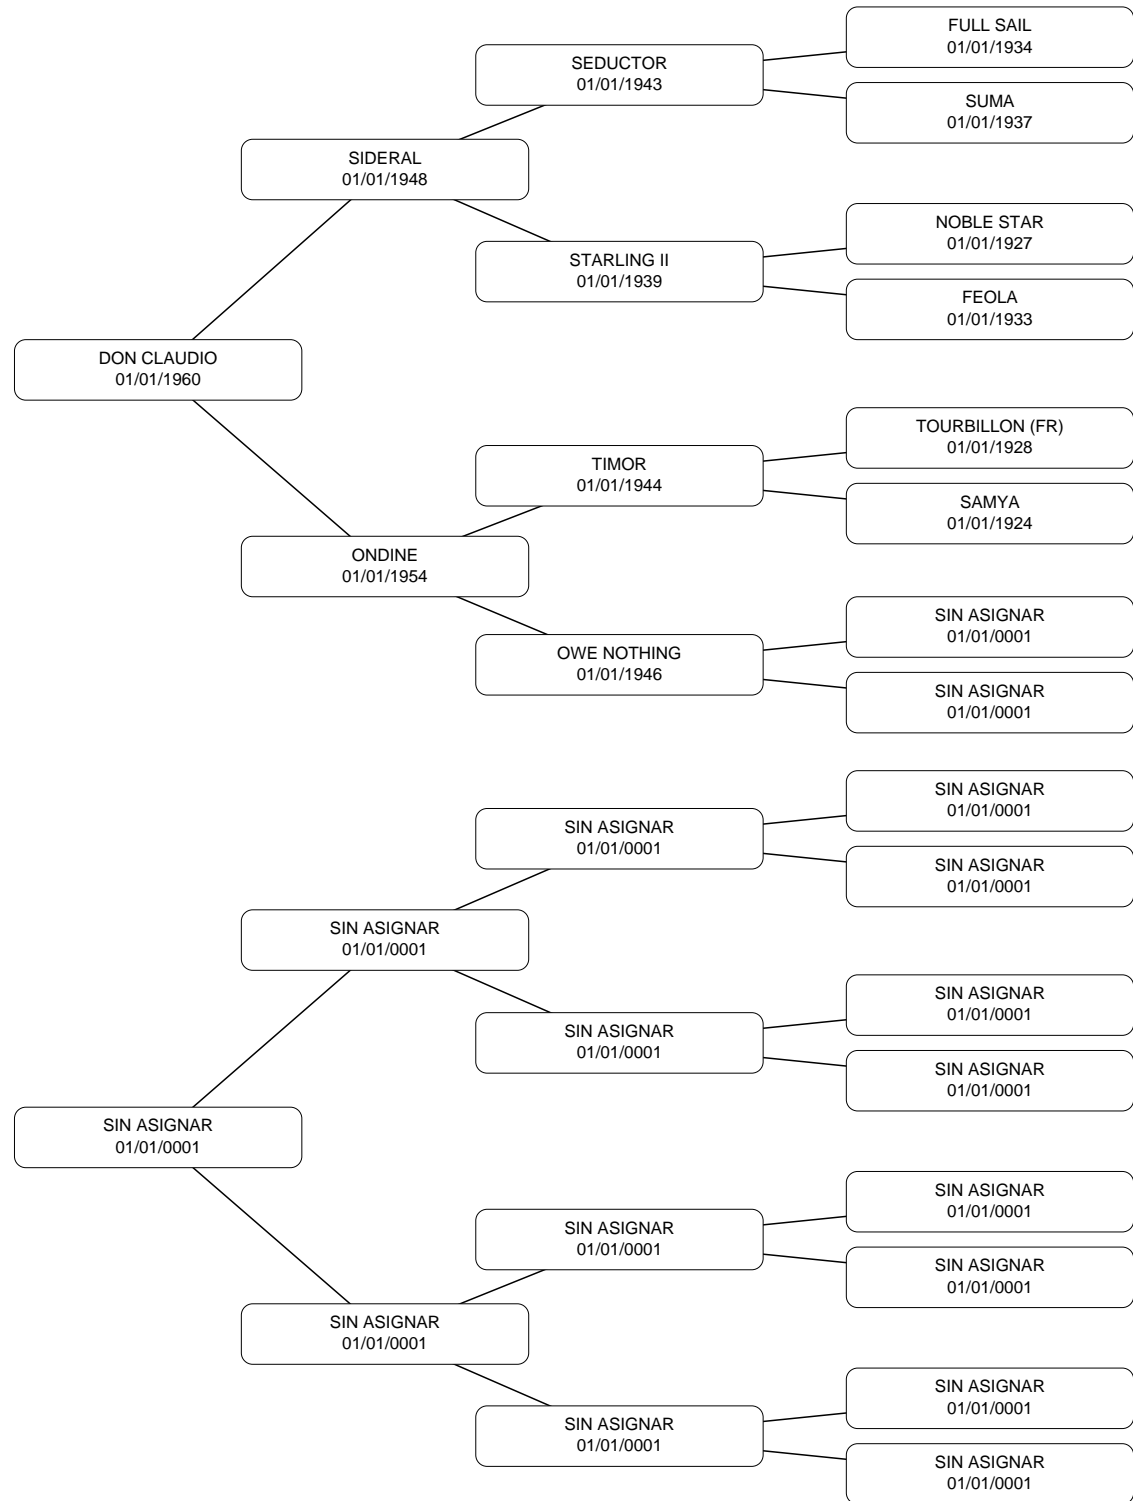 FULL SAIL
01/01/1934
SEDUCTOR
01/01/1943
SUMA
01/01/1937
SIDERAL
01/01/1948
NOBLE STAR
01/01/1927
STARLING II
01/01/1939
FEOLA
01/01/1933
DON CLAUDIO
01/01/1960
TOURBILLON (FR)
01/01/1928
TIMOR
01/01/1944
SAMYA
01/01/1924
ONDINE
01/01/1954
SIN ASIGNAR
01/01/0001
OWE NOTHING
01/01/1946
SIN ASIGNAR
01/01/0001
SIN ASIGNAR
01/01/0001
SIN ASIGNAR
01/01/0001
SIN ASIGNAR
01/01/0001
SIN ASIGNAR
01/01/0001
SIN ASIGNAR
01/01/0001
SIN ASIGNAR
01/01/0001
SIN ASIGNAR
01/01/0001
SIN ASIGNAR
01/01/0001
SIN ASIGNAR
01/01/0001
SIN ASIGNAR
01/01/0001
SIN ASIGNAR
01/01/0001
SIN ASIGNAR
01/01/0001
SIN ASIGNAR
01/01/0001
SIN ASIGNAR
01/01/0001
SIN ASIGNAR
01/01/0001